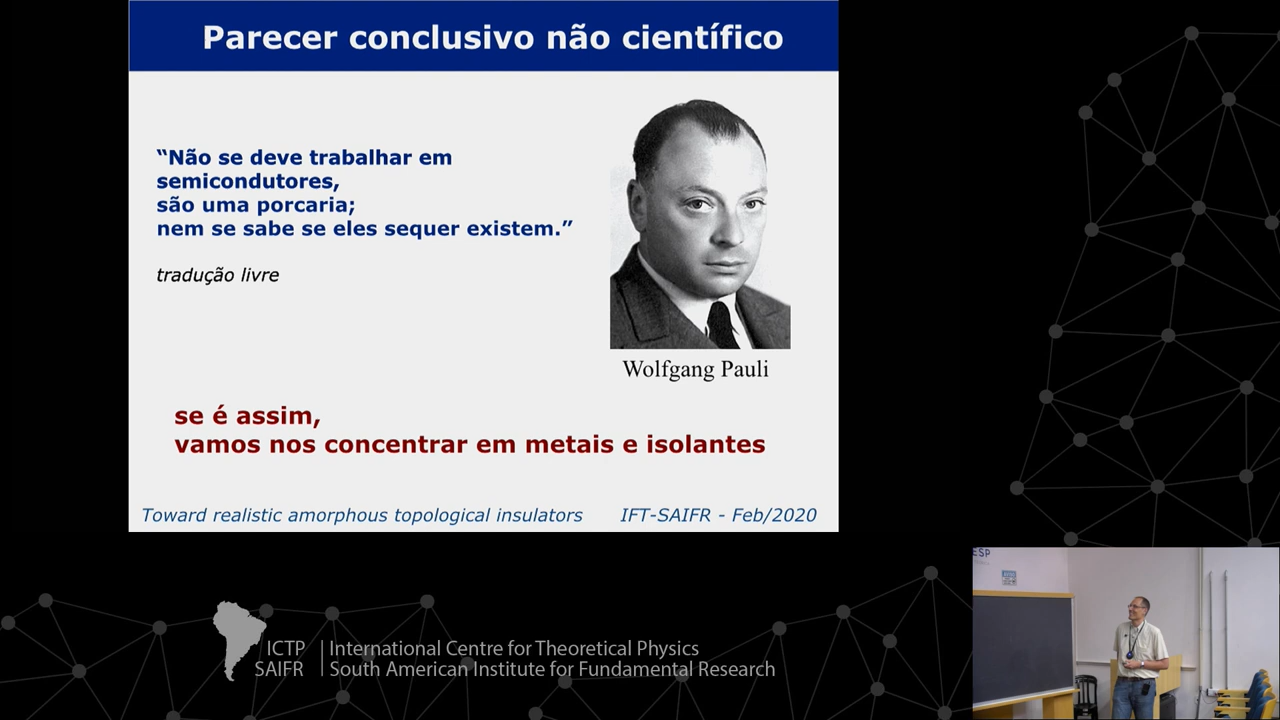 Parecer conclusivo não científico
“Não se deve trabalhar em
semicondutores,
são uma porcaria;
nem se sabe se eles sequer existem.”
tradução livre
Wolfgang Pauli
se é assim,
vamos nos concentrar em metais e isolantes
Toward realistic amorphous topological insulators IFT-SAIFR - Feb/2020
ICTP International Centre for Theoretical Physics
SAIFR South American Institute for Fundamental Research
ESP